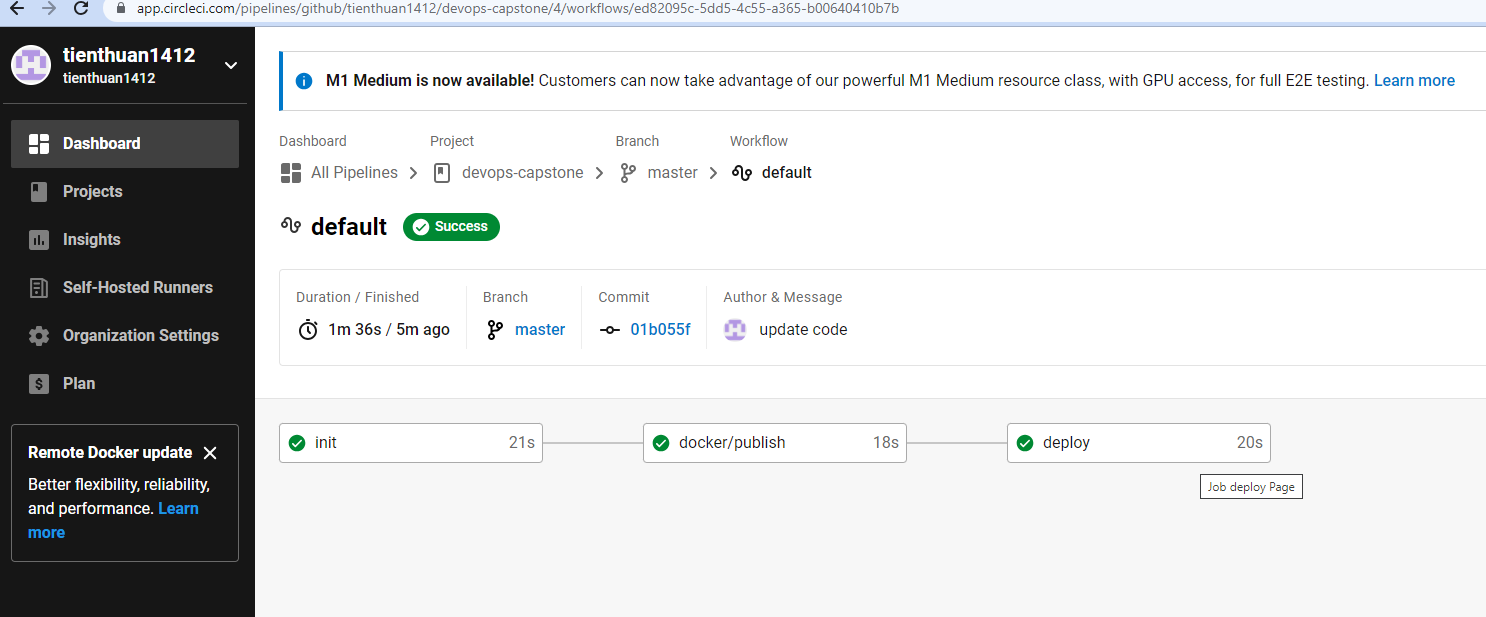 app.circleci.com/pipelines/github/tienthuan1412/devops-capstone/4/workflows/ed82095c-5dd5-4c55-a365-b00640410b7b
tienthuan1412
tienthuan1412
Dashboard
Projects
Insights
Self-Hosted Runners
Organization Settings
Plan
Remote Docker update
Better flexibility, reliability,
and performance. Learn
more
M1 Medium is now available! Customers can now take advantage of our powerful M1 Medium resource class, with GPU access, for full E2E testing. Learn more
Dashboard Project Branch Workflow
All Pipelines devops-capstone master default
default Success
Duration / Finished Branch Commit Author & Message
1m 36s / 5m ago master 01b055f update code
init 21s docker/publish 18s deploy 20s
Job deploy Page